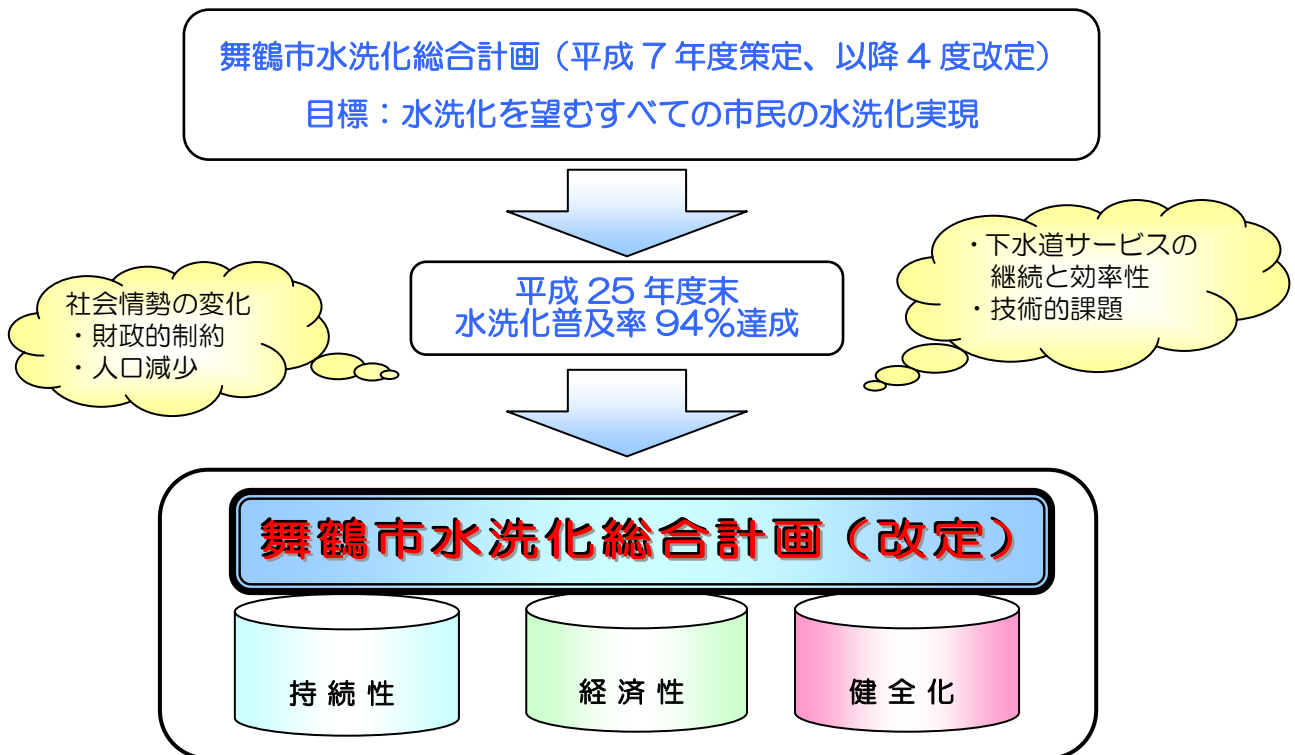 舞鶴市水洗化総合計画（平成７年度策定、以降４度改定）
目標：水洗化を望むすべての市民の水洗化実現
社会情勢の変化
・財政的制約
・人口減少
平成 25 年度末
水洗化普及率 94%達成
・下水道サービスの
継続と効率性
・技術的課題
舞鶴市水洗化総合計画（改定）
持続性
経済性
健全化